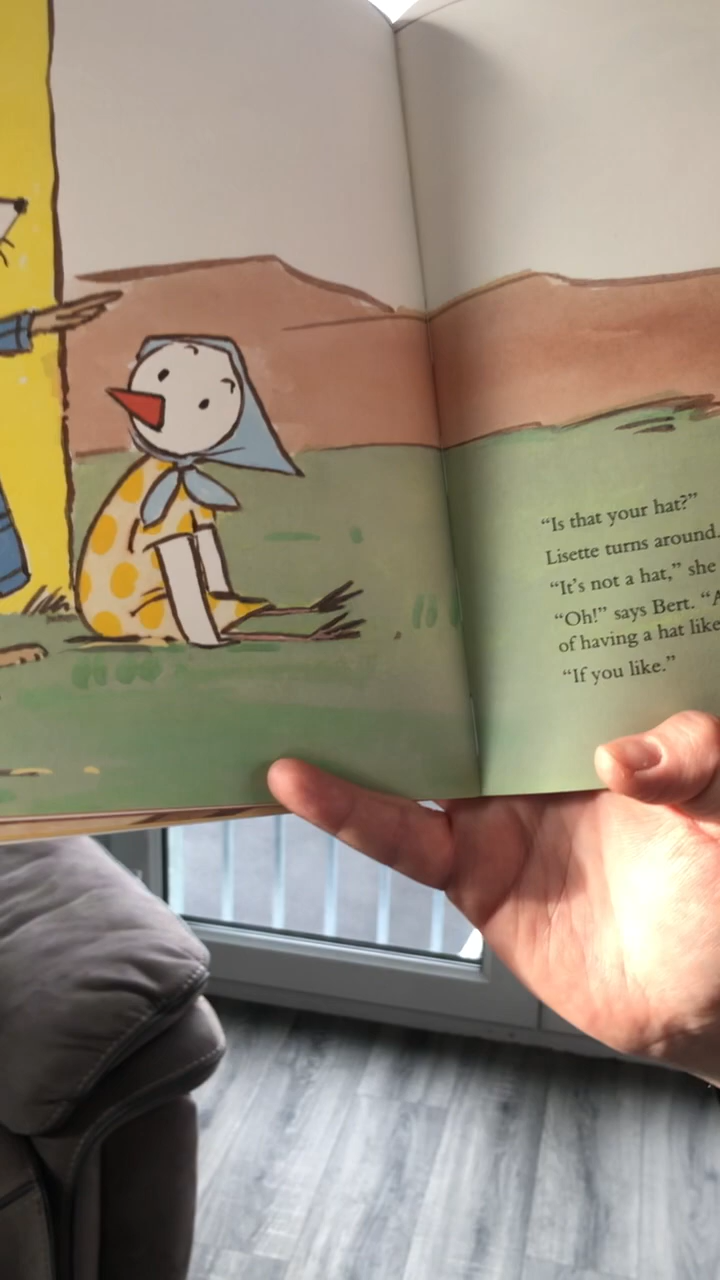 “Is that your hat?”
Lisette turns around.
“It’s not a hat,” she
“Oh!” says Bert.
of having a hat like
“If you like.”